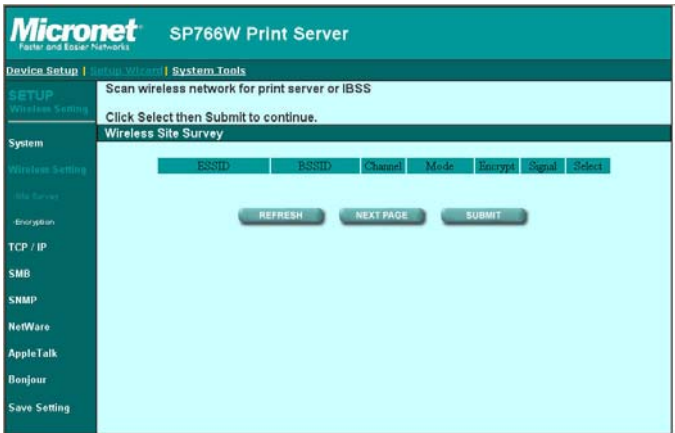 Micronet
Faster and Easier Networks
SP766W Print Server
Device Setup | Setup Wizard | System Tools
SETUP
Wireless Setting
System
Wireless Setting
Site Survey
-Encryption
TCP / IP
SMB
SNMP
NetWare
AppleTalk
Bonjour
Save Setting
Scan wireless network for print server or IBSS
Click Select then Submit to continue.
Wireless Site Survey
ESSID BSSID Channel Mode Encrypt Signal Select
REFRESH NEXT PAGE SUBMIT